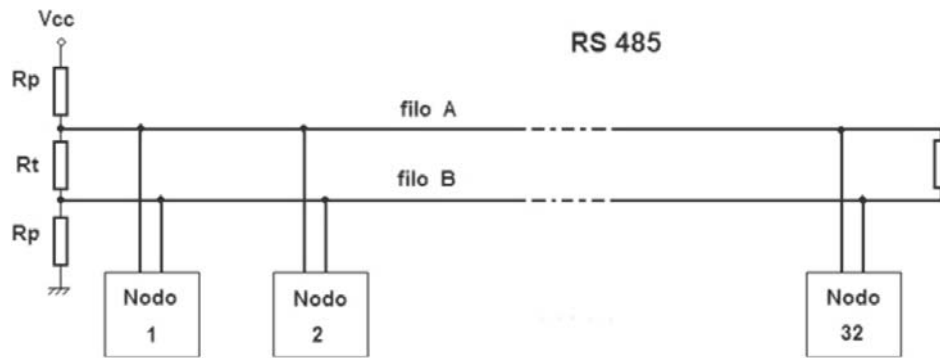 Vcc
RS 485
Rp
filo A
Rt
filo B
Rp
Nodo
1
Nodo
2
Nodo
32